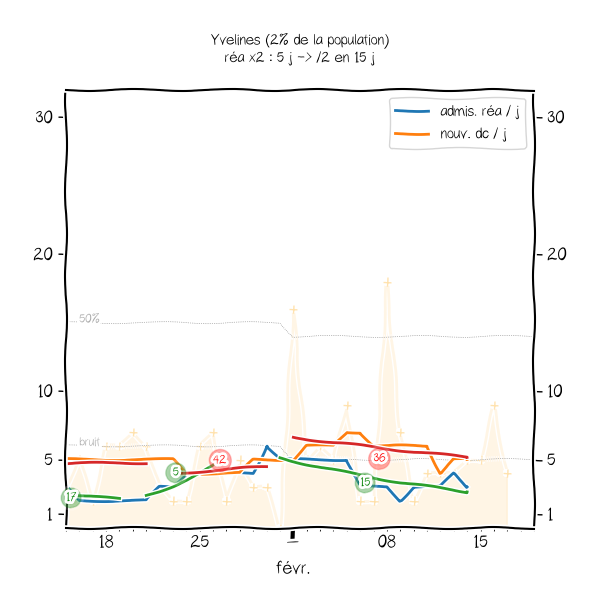 Yvelines (2% de la population)
réa x2 : 5 j -> /2 en 15 j
admis. réa / j
nouv. dc / j
30 30
20 20
50%
10 10
bruit
5 5
42 36
5 15
17
1 1
18 25 1 08 15
févr.